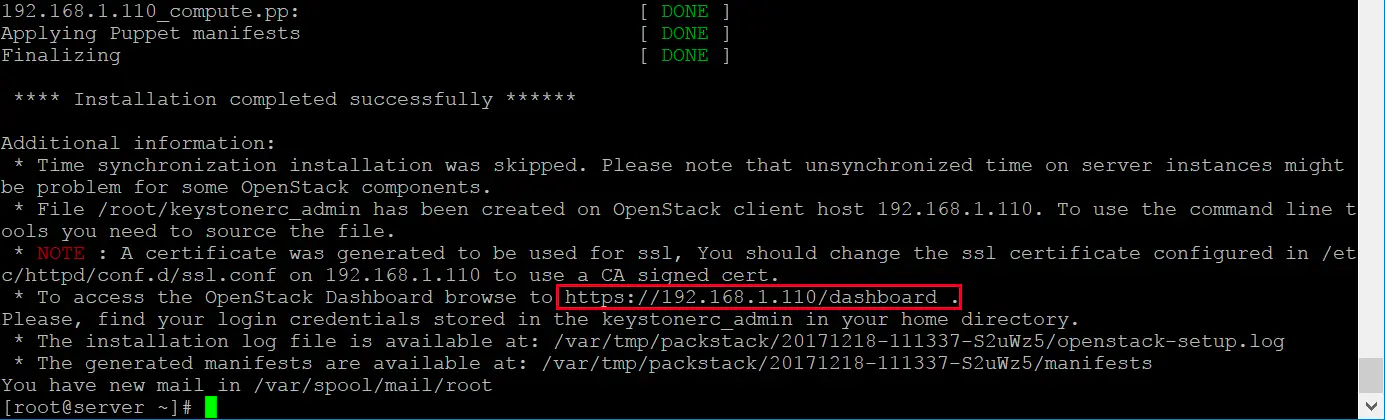 192.168.1.110_compute.pp: [ DONE ]
Applying Puppet manifests [ DONE ]
Finalizing [ DONE ]
**** Installation completed successfully ******
Additional information:
* Time synchronization installation was skipped. Please note that unsynchronized time on server instances might
be problem for some OpenStack components.
* File /root/keystonerc_admin has been created on OpenStack client host 192.168.1.110. To use the command line t
ools you need to source the file.
* NOTE : A certificate was generated to be used for ssl, You should change the ssl certificate configured in /et
c/httpd/conf.d/ssl.conf on 192.168.1.110 to use a CA signed cert.
* To access the OpenStack Dashboard browse to https://192.168.1.110/dashboard .
Please, find your login credentials stored in the keystonerc_admin in your home directory.
* The installation log file is available at: /var/tmp/packstack/20171218-111337-S2uWz5/openstack-setup.log
* The generated manifests are available at: /var/tmp/packstack/20171218-111337-S2uWz5/manifests
You have new mail in /var/spool/mail/root
[root@server ~]#